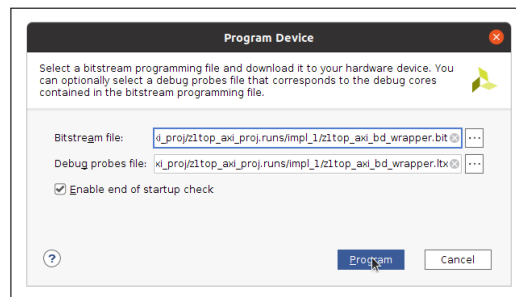 Program Device
Select a bitstream programming file and download it to your hardware device. You
can optionally select a debug probes file that corresponds to the debug cores
contained in the bitstream programming file.
Bitstream file: xi_proj/z1top_axi_proj.runs/impl_1/z1top_axi_bd_wrapper.bit ...
Debug probes file: xi_proj/z1top_axi_proj.runs/impl_1/z1top_axi_bd_wrapper.ltx ...
Enable end of startup check
? Program Cancel